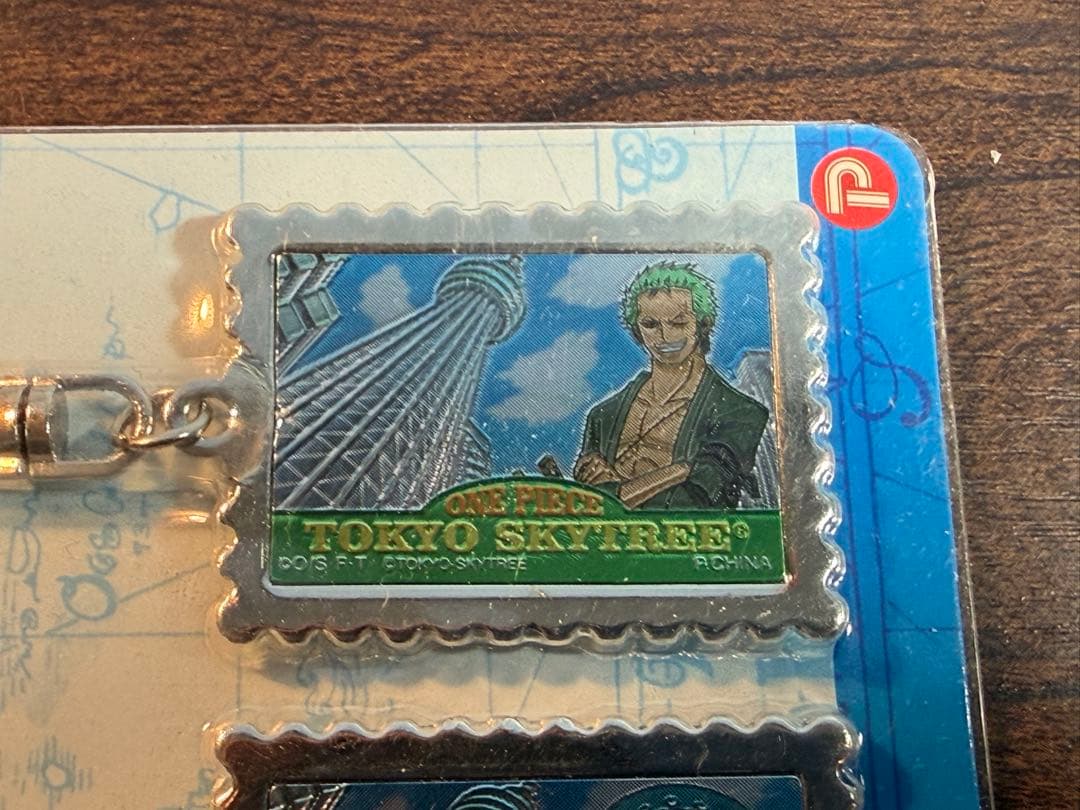 ONE PIECE
TOKYO SKYTREE®
©O/S F·T ©TOKYO-SKYTREE
P.CHINA